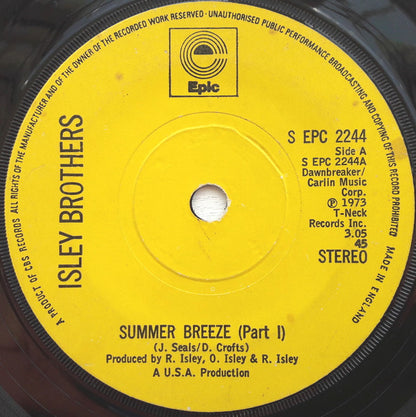 ALL RIGHTS OF THE MANUFACTURER AND OF THE OWNER OF THE RECORDED WORK RESERVED · UNAUTHORISED PUBLIC PERFORMANCE BROADCASTING AND COPYING OF THIS RECORD PROHIBITED
MADE IN ENGLAND
A PRODUCT OF CBS RECORDS
Epic
ISLEY BROTHERS
S EPC 2244
Side A
S EPC 2244A
Dawnbreaker/
Carlin Music
Corp.
℗ 1973
T-Neck
Records Inc.
3.05
45
STEREO
SUMMER BREEZE (Part I)
(J. Seals/D. Crofts)
Produced by R. Isley, O. Isley & R. Isley
A U.S.A. Production